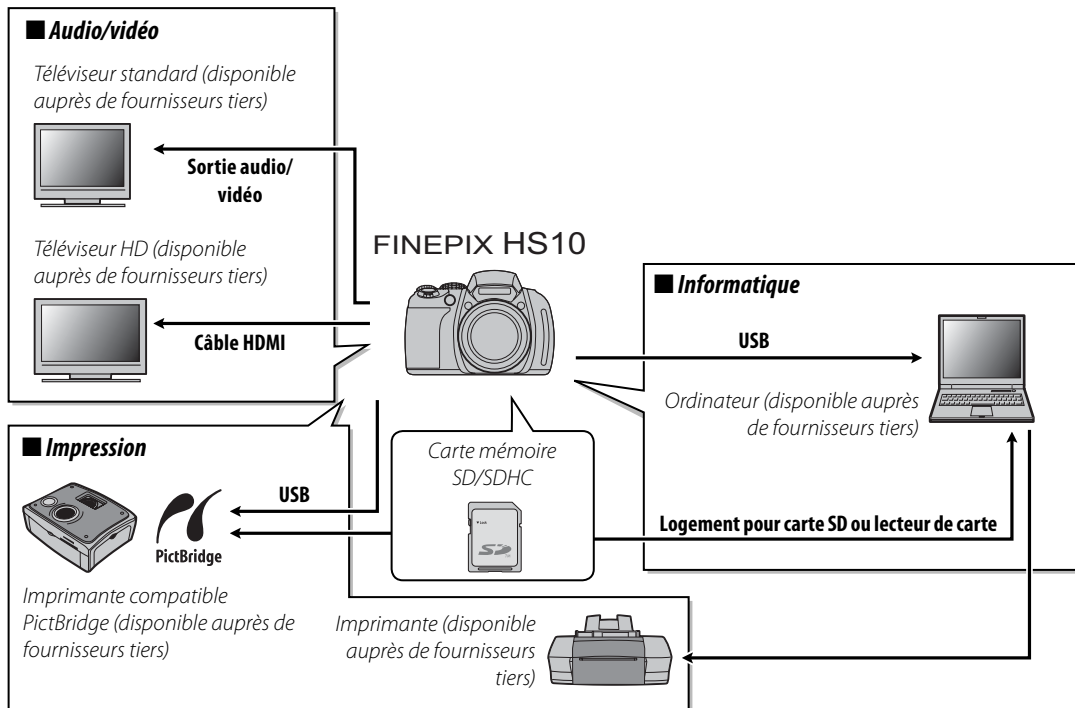 ■ Audio/vidéo
Téléviseur standard (disponible
auprès de fournisseurs tiers)
Sortie audio/
vidéo
Téléviseur HD (disponible
auprès de fournisseurs tiers)
Câble HDMI
FINEPIX HS10
■ Informatique
USB
Ordinateur (disponible auprès
de fournisseurs tiers)
Logement pour carte SD ou lecteur de carte
Carte mémoire
SD/SDHC
Lock
SD
■ Impression
USB
PictBridge
Imprimante compatible
PictBridge (disponible auprès de
fournisseurs tiers)
Imprimante (disponible
auprès de fournisseurs
tiers)